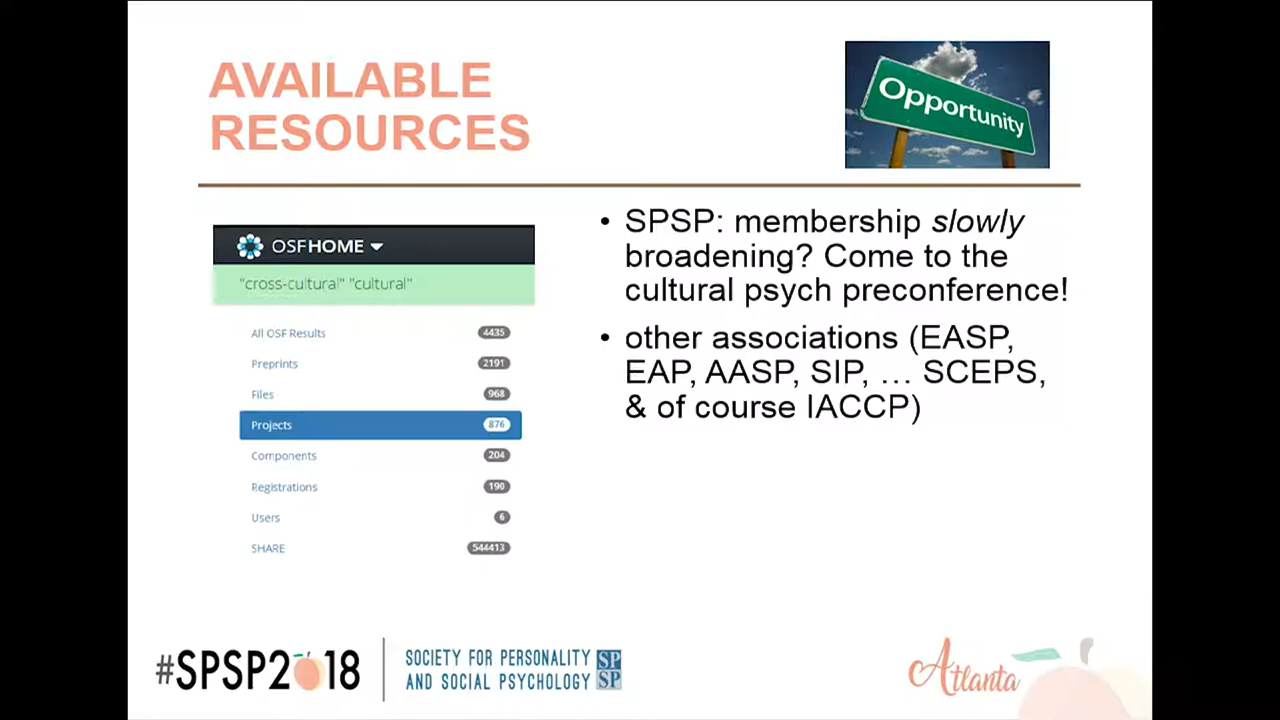 AVAILABLE
RESOURCES
Opportunity
OSFHOME
"cross-cultural" "cultural"
All OSF Results 4435
Preprints 2191
Files 968
Projects 876
Components 204
Registrations 190
Users 6
SHARE 544413
• SPSP: membership slowly
broadening? Come to the
cultural psych preconference!
• other associations (EASP,
EAP, AASP, SIP, … SCEPS,
& of course IACCP)
#SPSP2018
SOCIETY FOR PERSONALITY
AND SOCIAL PSYCHOLOGY
SP
SP
Atlanta